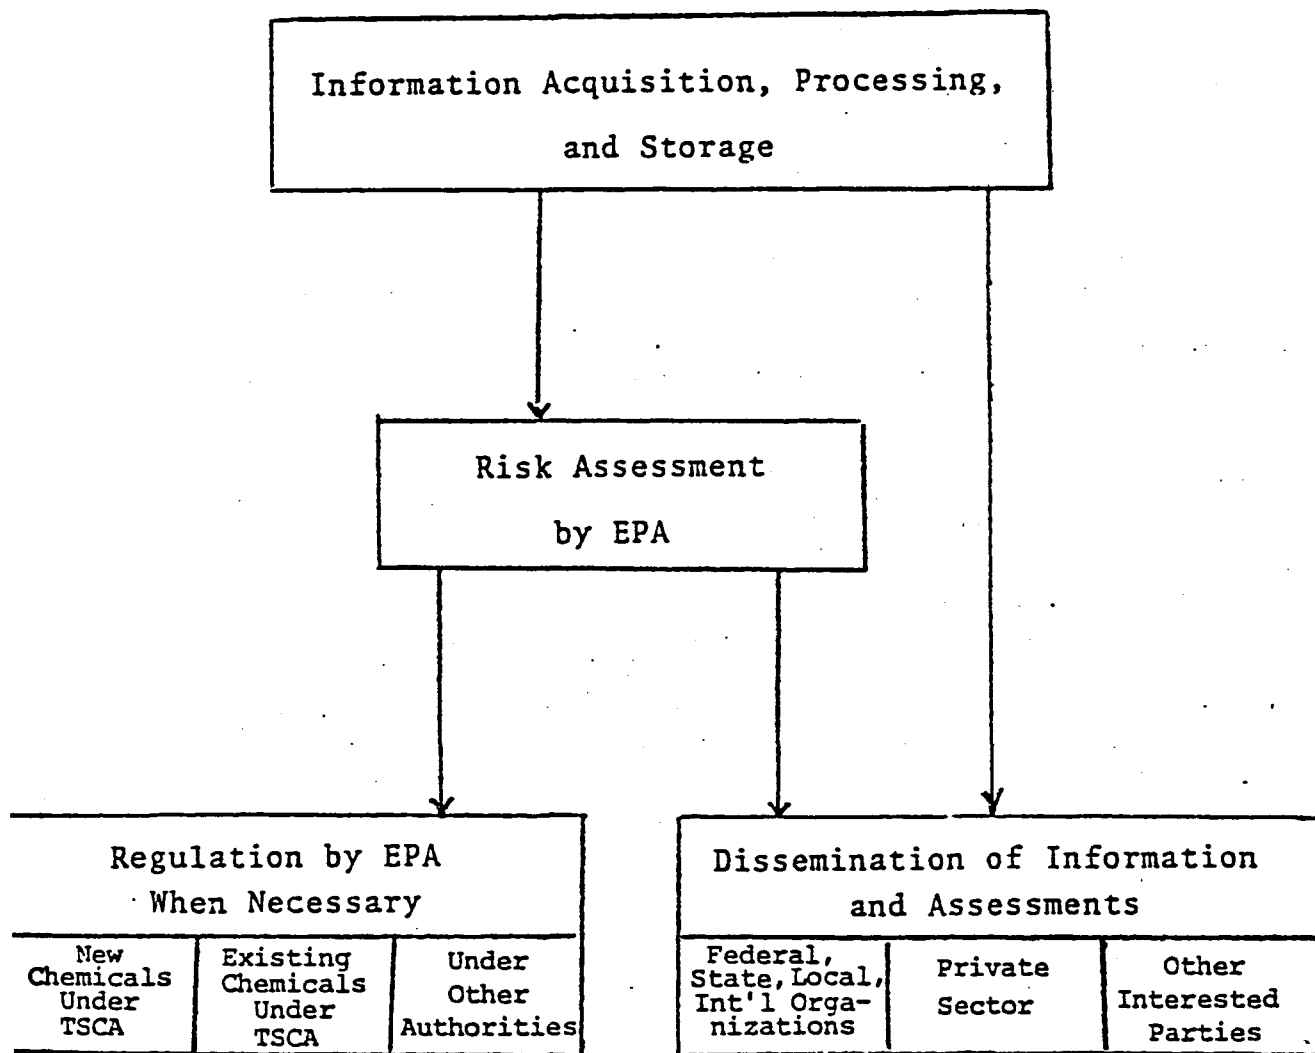 Information Acquisition, Processing,
and Storage
Risk Assessment
by EPA
Regulation by EPA
When Necessary
New
Chemicals
Under
TSCA
Existing
Chemicals
Under
TSCA
Under
Other
Authorities
Dissemination of Information
and Assessments
Federal,
State, Local,
Int'l Orga-
nizations
Private
Sector
Other
Interested
Parties